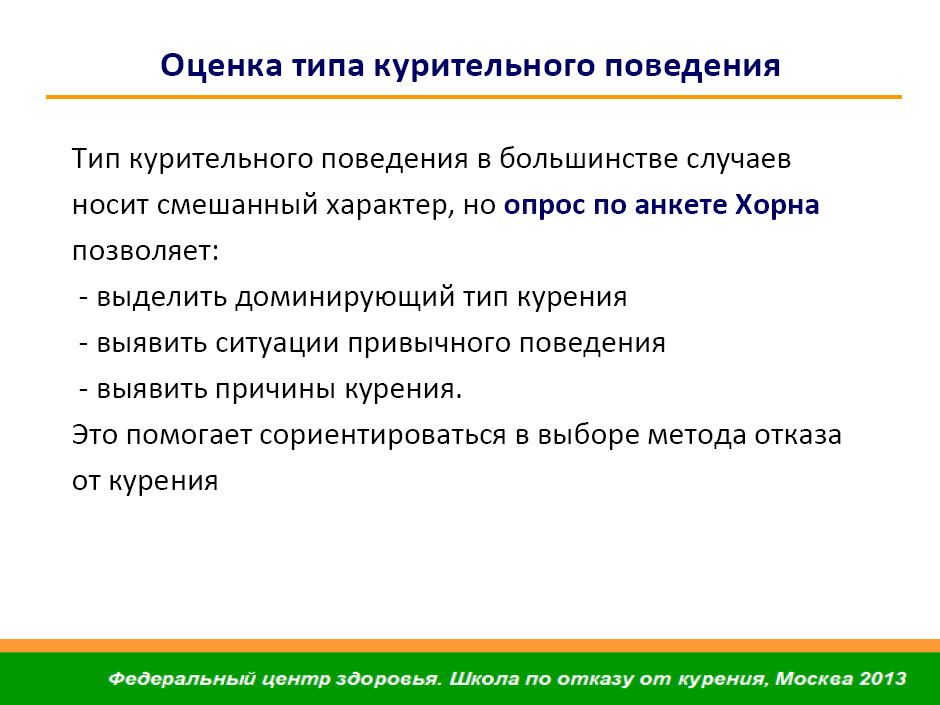 Оценка типа курительного поведения
Тип курительного поведения в большинстве случаев
носит смешанный характер, но опрос по анкете Хорна
позволяет:
- выделить доминирующий тип курения
- выявить ситуации привычного поведения
- выявить причины курения.
Это помогает сориентироваться в выборе метода отказа
от курения
Федеральный центр здоровья. Школа по отказу от курения, Москва 2013